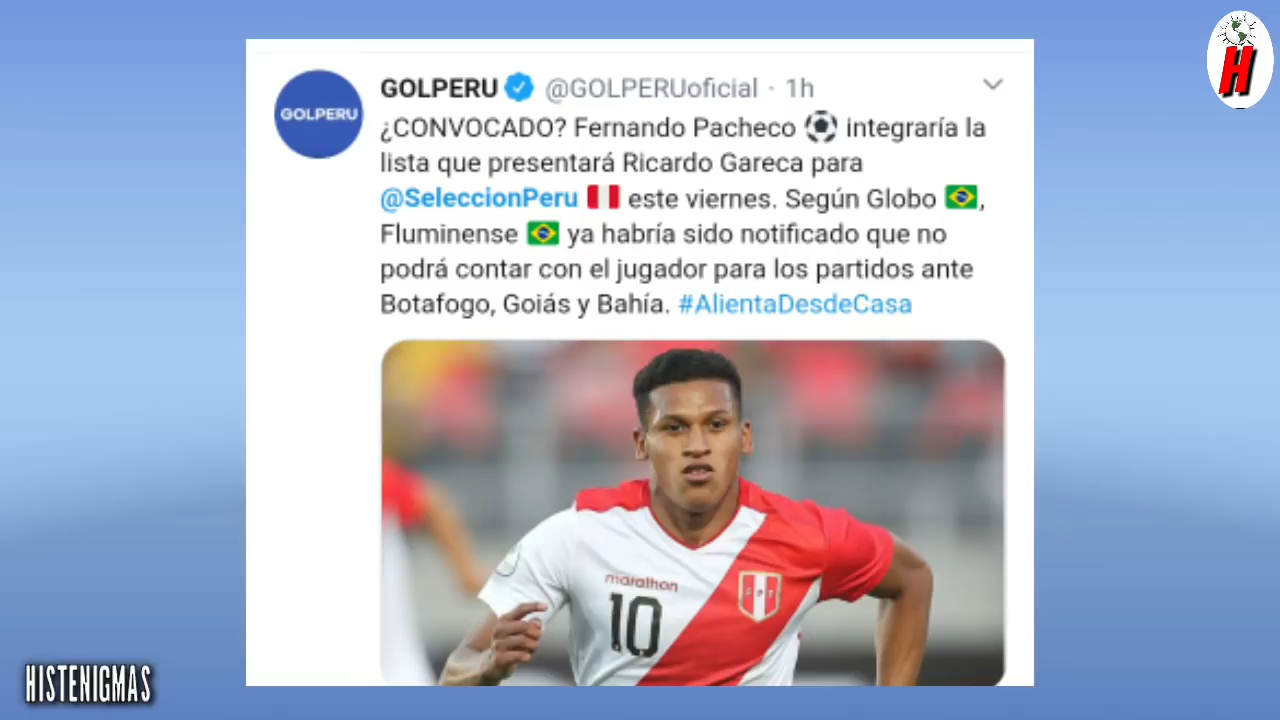 H
GOLPERU
GOLPERU @GOLPERUoficial · 1h
¿CONVOCADO? Fernando Pacheco ⚽ integraría la
lista que presentará Ricardo Gareca para
@SeleccionPeru 🇵🇪 este viernes. Según Globo 🇧🇷,
Fluminense 🇧🇷 ya habría sido notificado que no
podrá contar con el jugador para los partidos ante
Botafogo, Goiás y Bahía. #AlientaDesdeCasa
marathon
10
FPF
HISTENIGMAS